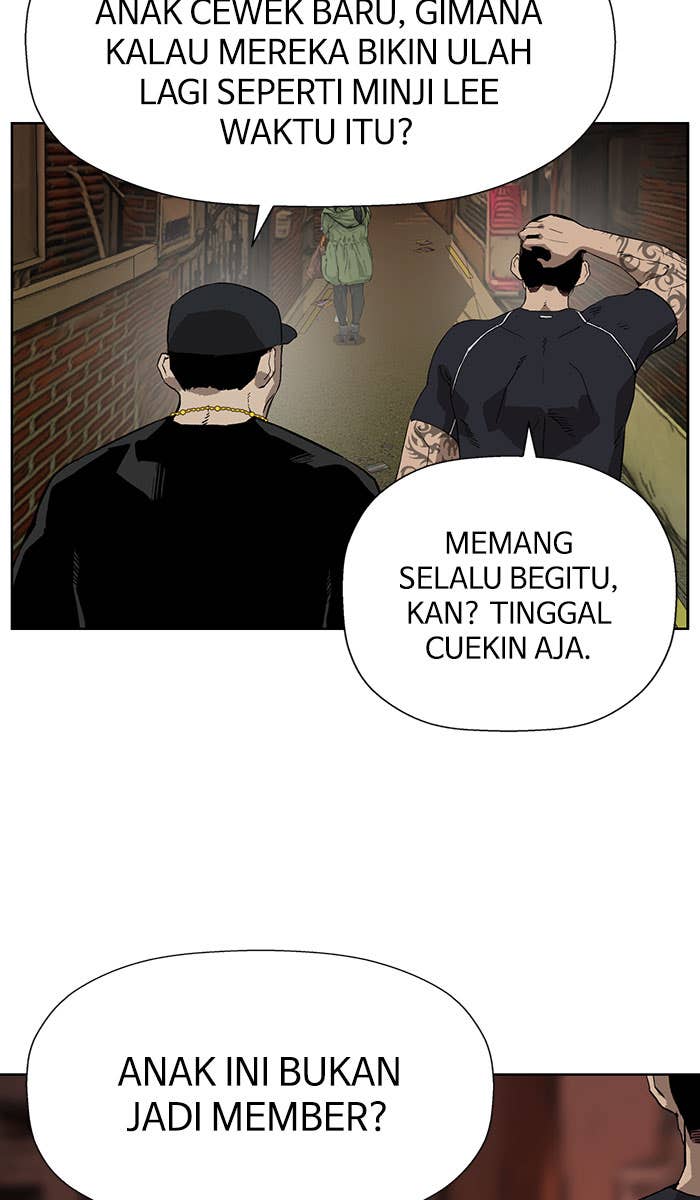 ANAK CEWEK BARU, GIMANA
KALAU MEREKA BIKIN ULAH
LAGI SEPERTI MINJI LEE
WAKTU ITU?
MEMANG
SELALU BEGITU,
KAN? TINGGAL
CUEKIN AJA.
ANAK INI BUKAN
JADI MEMBER?